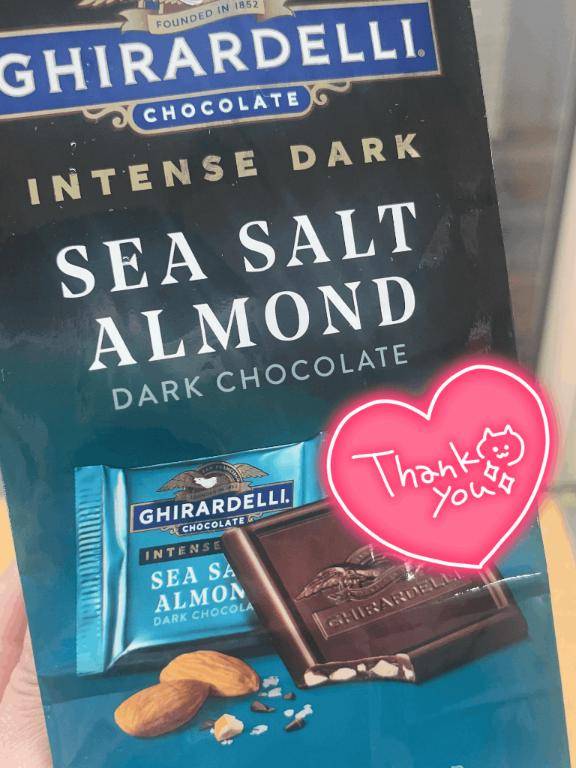 FOUNDED IN 1852
GHIRARDELLI®
CHOCOLATE
INTENSE DARK
SEA SALT
ALMOND
DARK CHOCOLATE
Thank
you
GHIRARDELLI.
CHOCOLATE
INTENSE
SEA SA
ALMON
DARK CHOCOLA
GHIRARDELLI